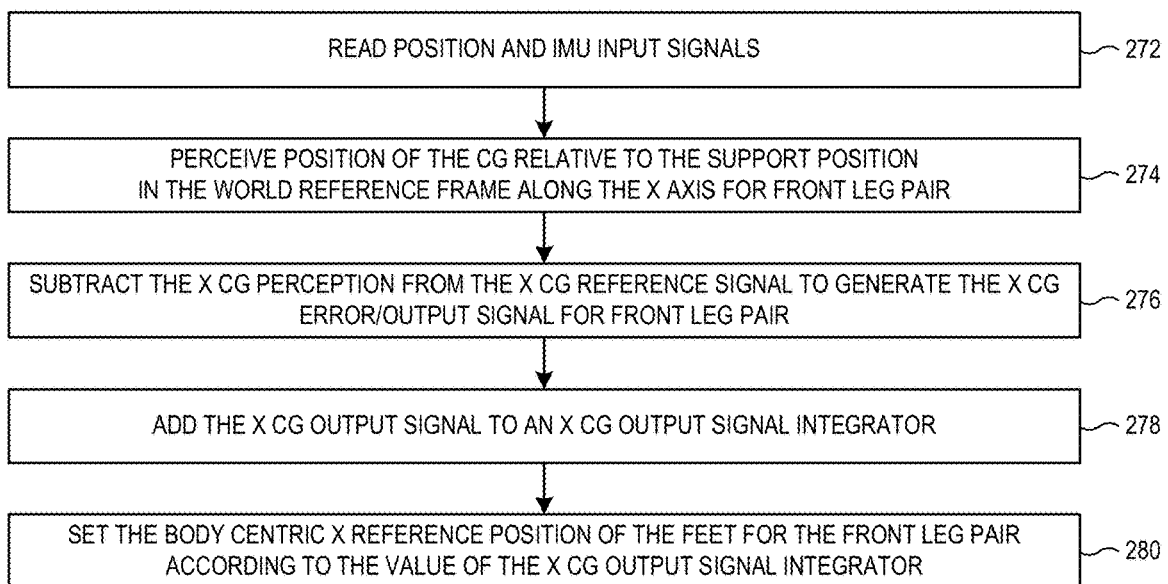 READ POSITION AND IMU INPUT SIGNALS
272
PERCEIVE POSITION OF THE CG RELATIVE TO THE SUPPORT POSITION
IN THE WORLD REFERENCE FRAME ALONG THE X AXIS FOR FRONT LEG PAIR
274
SUBTRACT THE X CG PERCEPTION FROM THE X CG REFERENCE SIGNAL TO GENERATE THE X CG
ERROR/OUTPUT SIGNAL FOR FRONT LEG PAIR
276
ADD THE X CG OUTPUT SIGNAL TO AN X CG OUTPUT SIGNAL INTEGRATOR
278
SET THE BODY CENTRIC X REFERENCE POSITION OF THE FEET FOR THE FRONT LEG PAIR
ACCORDING TO THE VALUE OF THE X CG OUTPUT SIGNAL INTEGRATOR
280